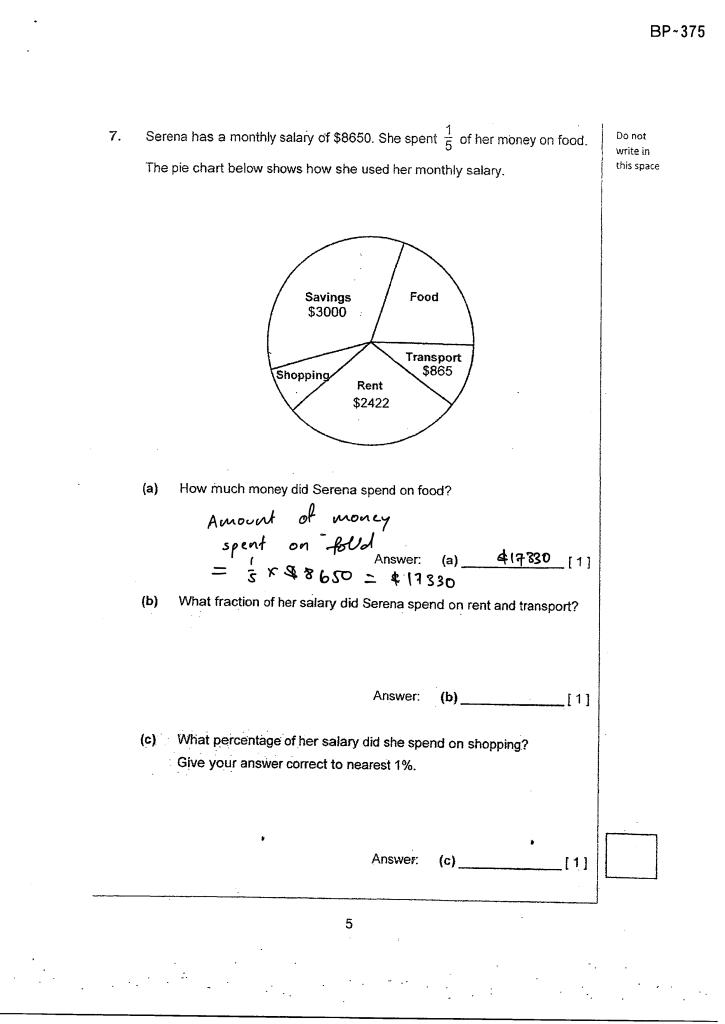 BP-375
7. Serena has a monthly salary of $8650. She spent 1/5 of her money on food.
The pie chart below shows how she used her monthly salary.
Do not
write in
this space
Savings
$3000
Food
Transport
$865
Shopping
Rent
$2422
(a) How much money did Serena spend on food?
Amount of money
spent on food
Answer: (a) $17330 [1]
= 1/5 × $8650 = $17330
(b) What fraction of her salary did Serena spend on rent and transport?
Answer: (b) [1]
(c) What percentage of her salary did she spend on shopping?
Give your answer correct to nearest 1%.
Answer: (c) [1]
5